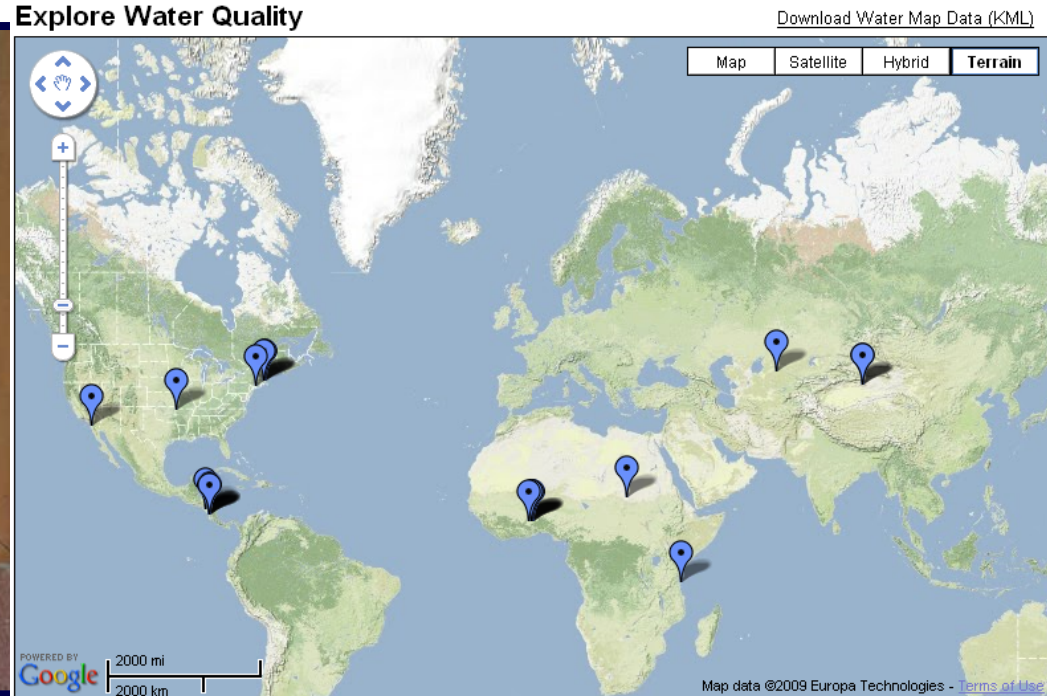 Explore Water Quality
Download Water Map Data (KML)
Map Satellite Hybrid Terrain
+
−
POWERED BY
Google
2000 mi
2000 km
Map data ©2009 Europa Technologies - Terms of Use